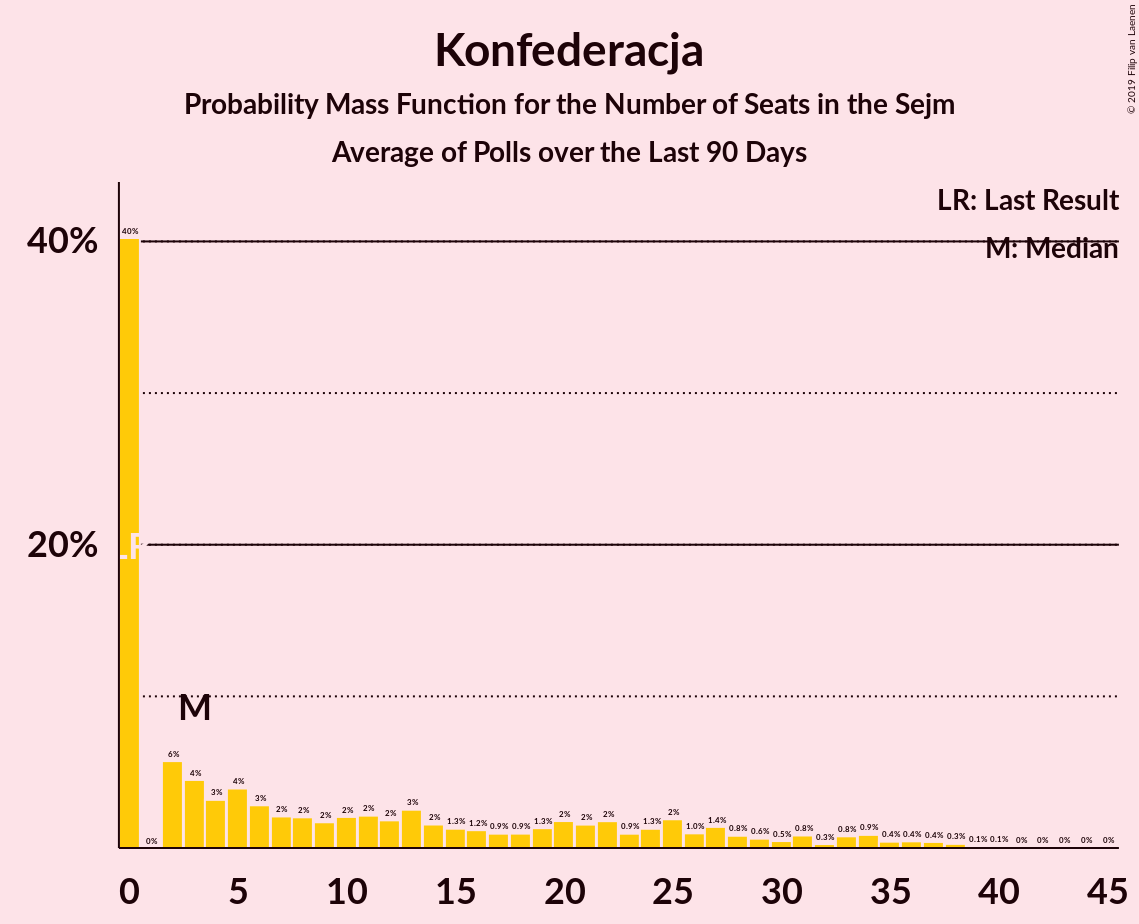 Konfederacja
Probability Mass Function for the Number of Seats in the Sejm
Average of Polls over the Last 90 Days
© 2019 Filip van Laenen
LR: Last Result
M: Median
40%
20%
LR
M
40% 0% 6% 4% 3% 4% 3% 2% 2% 2% 2% 2% 2% 3% 2% 1.3% 1.2% 0.9% 0.9% 1.3% 2% 2% 2% 0.9% 1.3% 2% 1.0% 1.4% 0.8% 0.6% 0.5% 0.8% 0.3% 0.8% 0.9% 0.4% 0.4% 0.4% 0.3% 0.1% 0.1% 0% 0% 0% 0% 0%
0 5 10 15 20 25 30 35 40 45